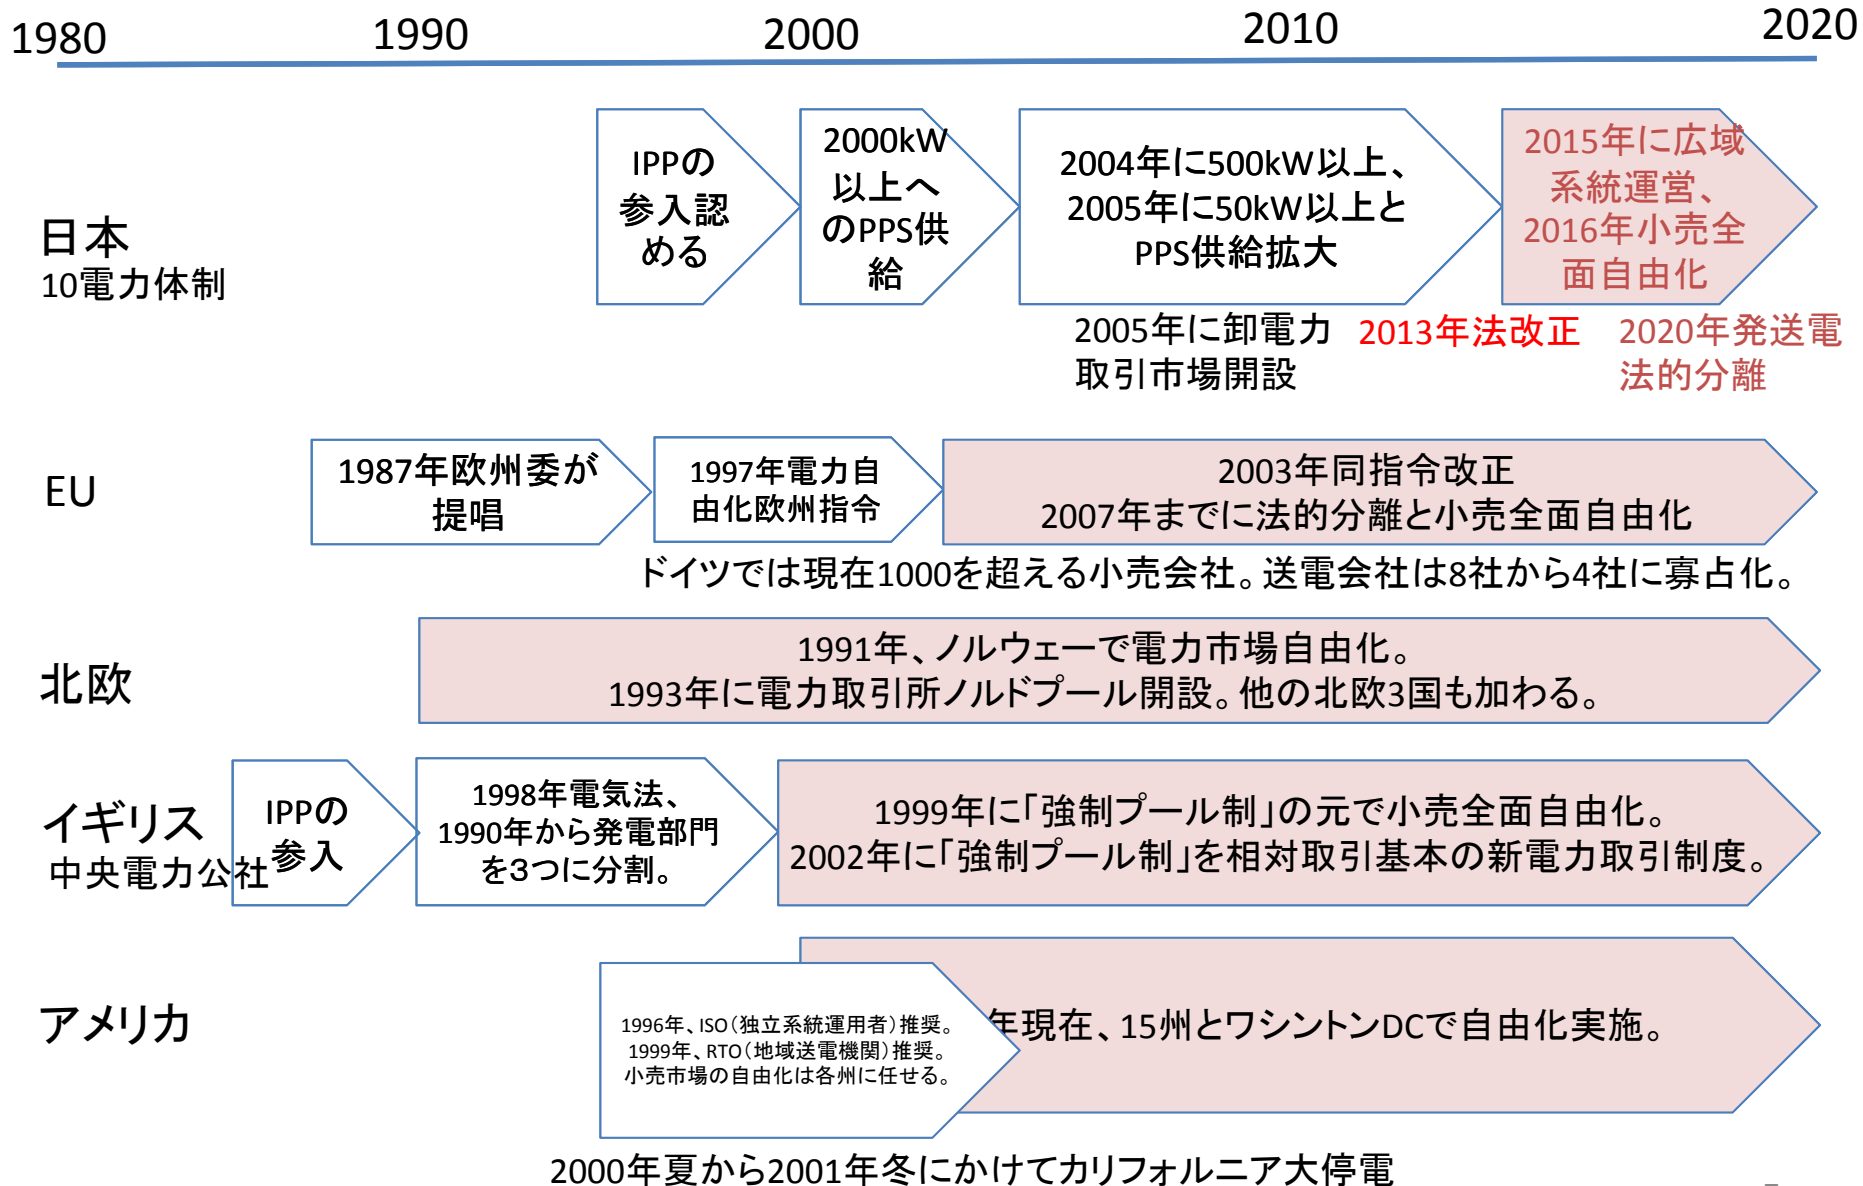 1980 1990 2000 2010 2020
日本
10電力体制
IPPの
参入認
める
2000kW
以上へ
のPPS供
給
2004年に500kW以上、
2005年に50kW以上と
PPS供給拡大
2015年に広域
系統運営、
2016年小売全
面自由化
2005年に卸電力
取引市場開設
2013年法改正
2020年発送電
法的分離
EU
1987年欧州委が
提唱
1997年電力自
由化欧州指令
2003年同指令改正
2007年までに法的分離と小売全面自由化
ドイツでは現在1000を超える小売会社。送電会社は8社から4社に寡占化。
北欧
1991年、ノルウェーで電力市場自由化。
1993年に電力取引所ノルドプール開設。他の北欧3国も加わる。
イギリス
中央電力公社
IPPの
参入
1998年電気法、
1990年から発電部門
を３つに分割。
1999年に「強制プール制」の元で小売全面自由化。
2002年に「強制プール制」を相対取引基本の新電力取引制度。
アメリカ
1996年、ISO（独立系統運用者）推奨。
1999年、RTO（地域送電機関）推奨。
小売市場の自由化は各州に任せる。
年現在、15州とワシントンDCで自由化実施。
2000年夏から2001年冬にかけてカリフォルニア大停電